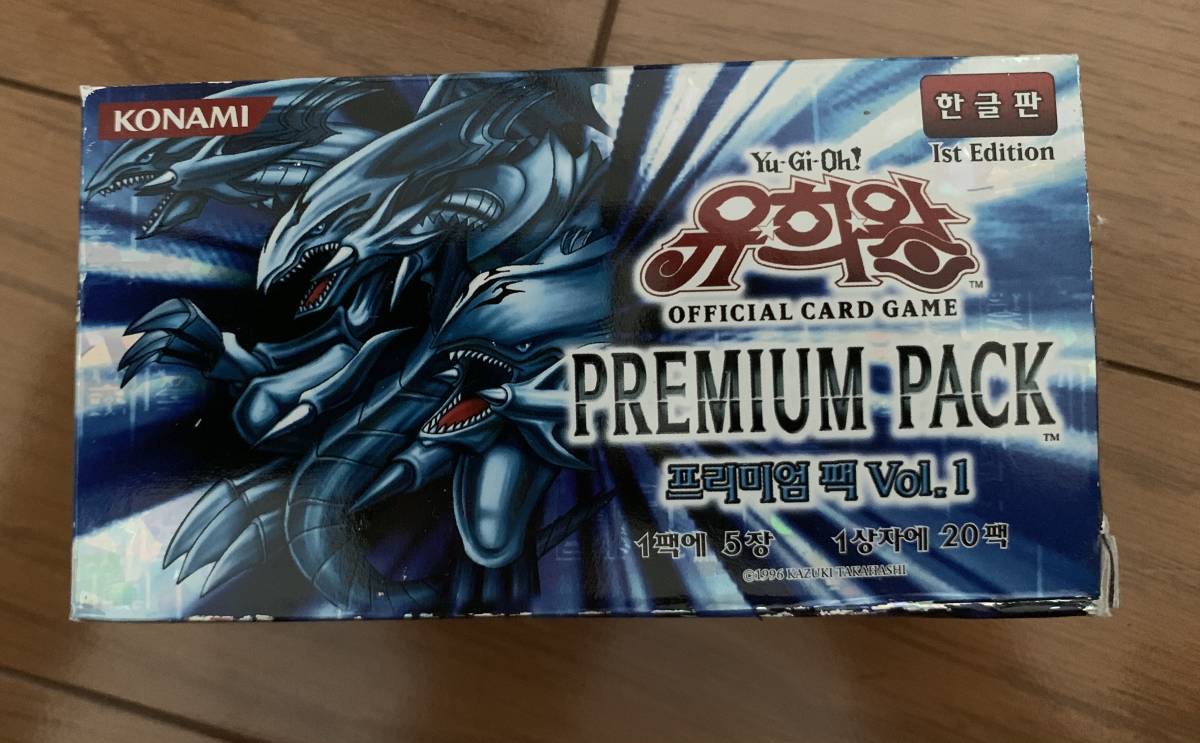 KONAMI
한글판
1st Edition
Yu-Gi-Oh!
유희왕
TM
OFFICIAL CARD GAME
PREMIUM PACK
TM
프리미엄 팩 Vol.1
1팩에 5장 1상자에 20팩
©1996 KAZUKI TAKAHASHI